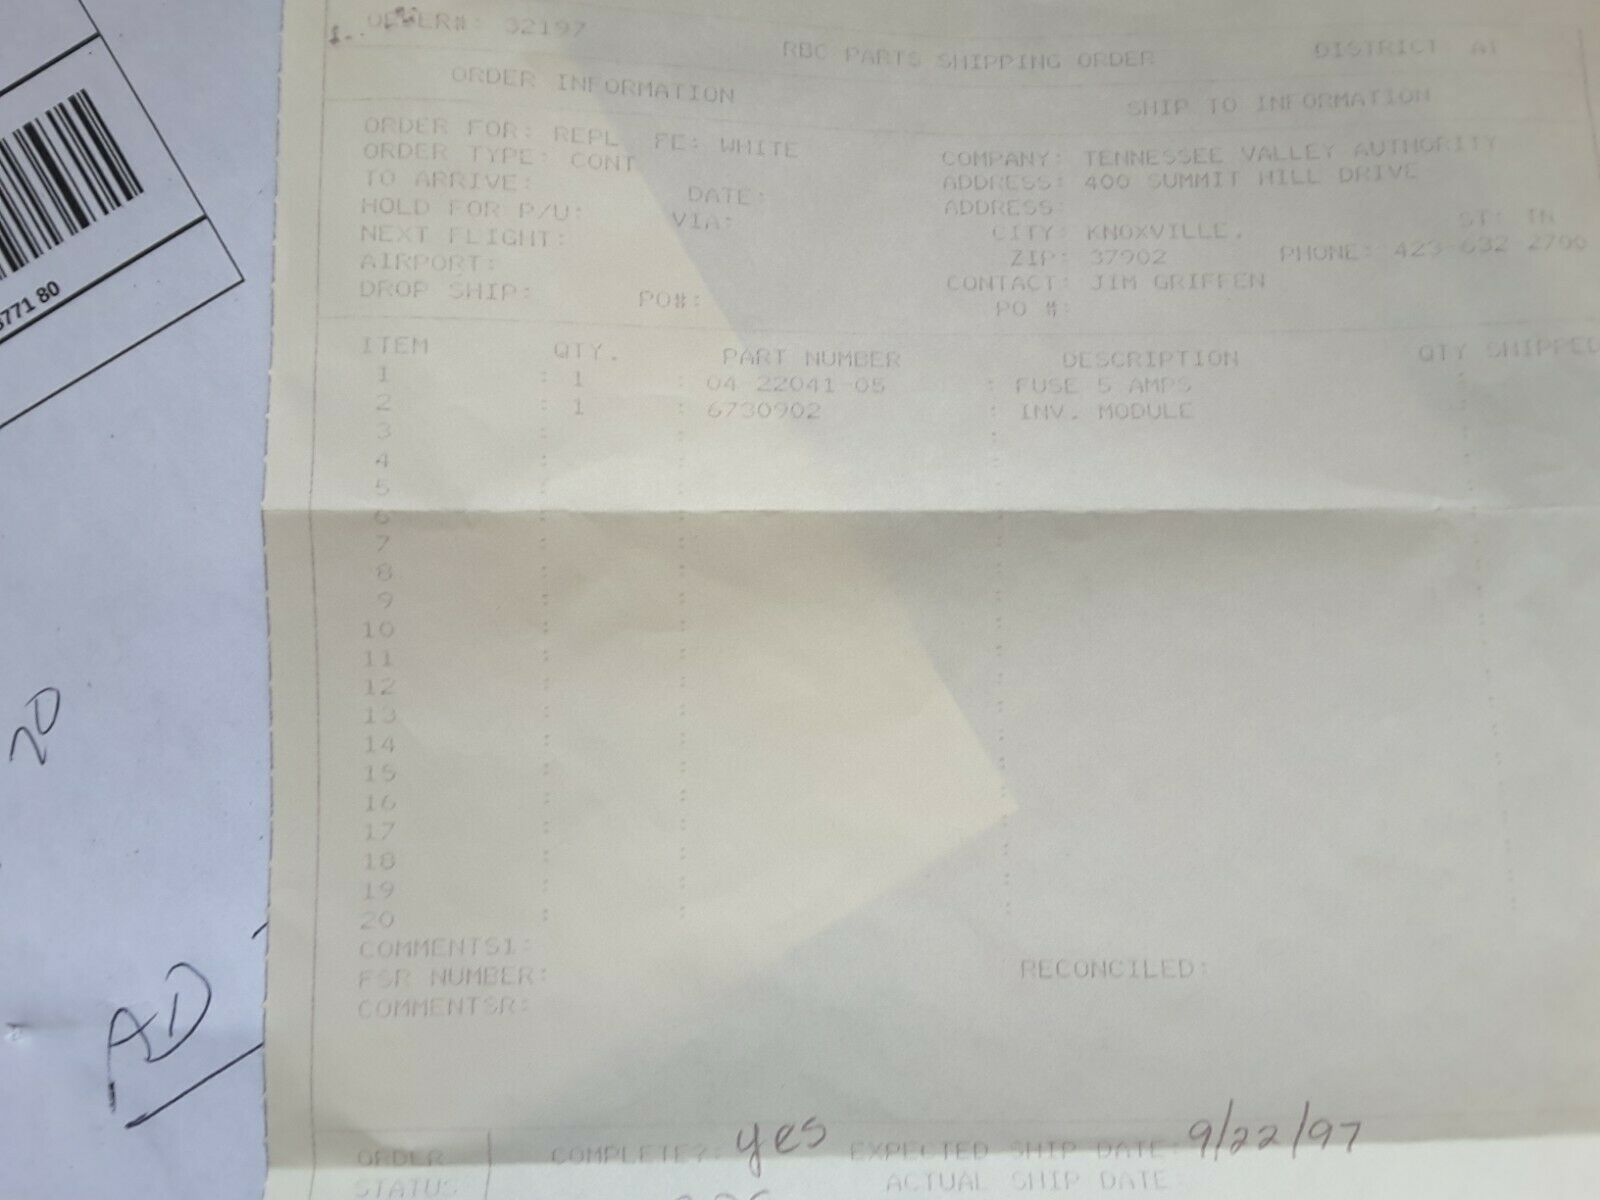 ORDER#: 32197
RBC PARTS SHIPPING ORDER
DISTRICT A1
ORDER INFORMATION
SHIP TO INFORMATION
ORDER FOR: REPL FE: WHITE
ORDER TYPE: CONT
TO ARRIVE: DATE:
HOLD FOR P/U: VIA:
NEXT FLIGHT:
AIRPORT:
DROP SHIP: PO#:
COMPANY: TENNESSEE VALLEY AUTHORITY
ADDRESS: 400 SUMMIT HILL DRIVE
ADDRESS:
CITY: KNOXVILLE, ST: TN
ZIP: 37902 PHONE: 423-632 2700
CONTACT: JIM GRIFFEN
PO #:
ITEM QTY. PART NUMBER DESCRIPTION QTY SHIPPED
1 : 1 : 04 22041-05 : FUSE 5 AMPS :
2 : 1 : 6730902 : INV. MODULE :
3 : : : :
4 : : : :
5 : : : :
6 : : : :
7 : : : :
8 : : : :
9 : : : :
10 : : : :
11 : : : :
12 : : : :
13 : : : :
14 : : : :
15 : : : :
16 : : : :
17 : : : :
18 : : : :
19 : : : :
20 : : : :
COMMENTS1:
FSR NUMBER: RECONCILED:
COMMENTSR:
ORDER COMPLETE?: yes EXPECTED SHIP DATE: 9/22/97
STATUS ACTUAL SHIP DATE:
771 80
20
AD